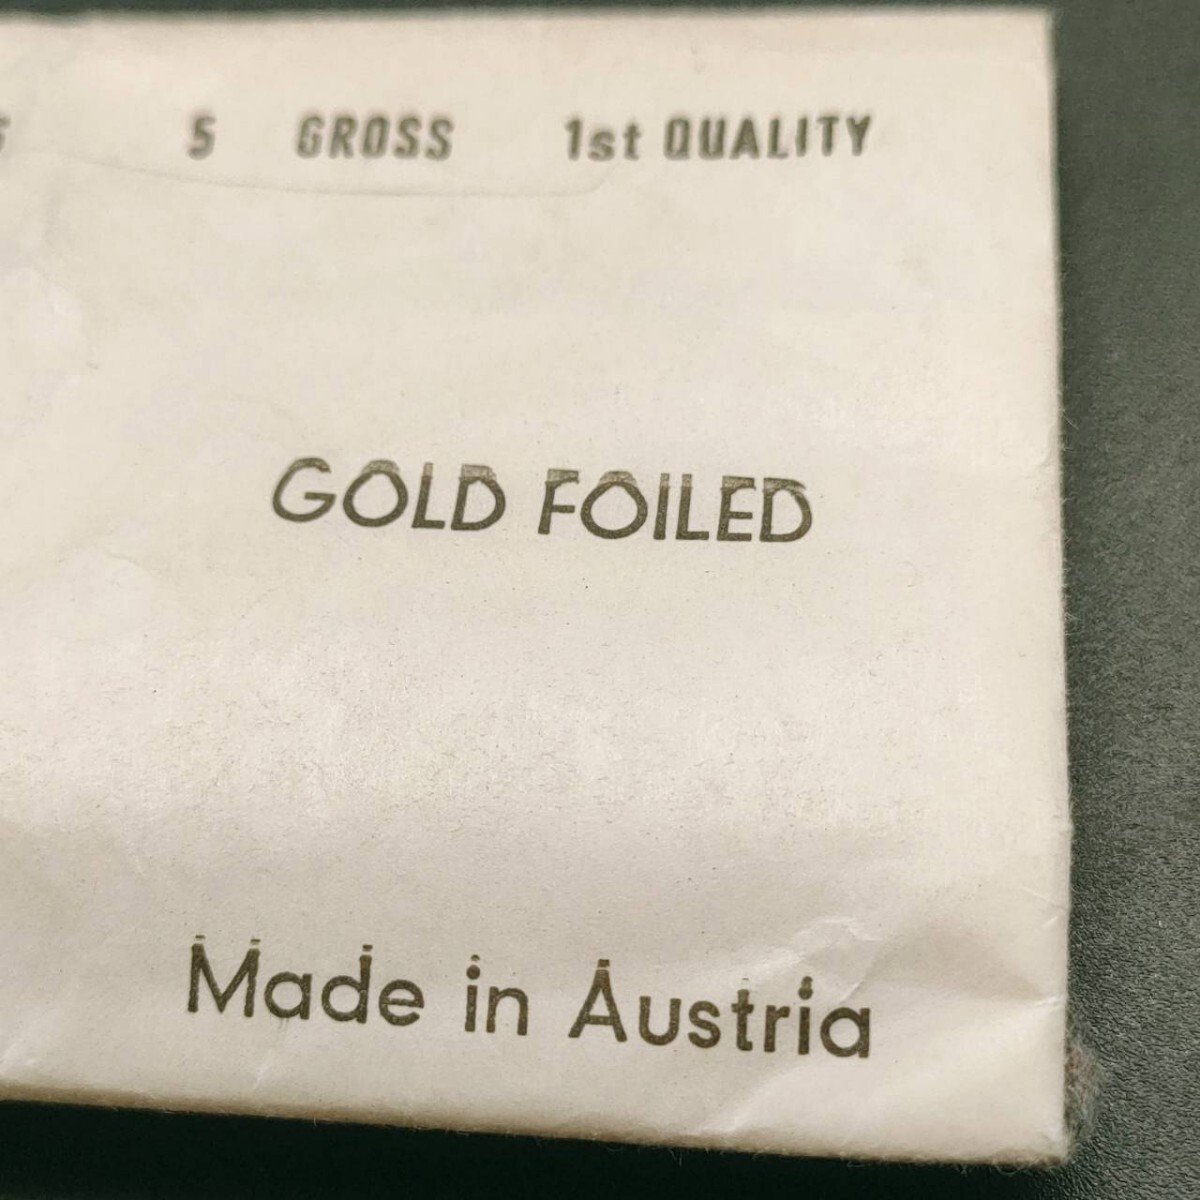 5 GROSS 1st QUALITY
GOLD FOILED
Made in Austria